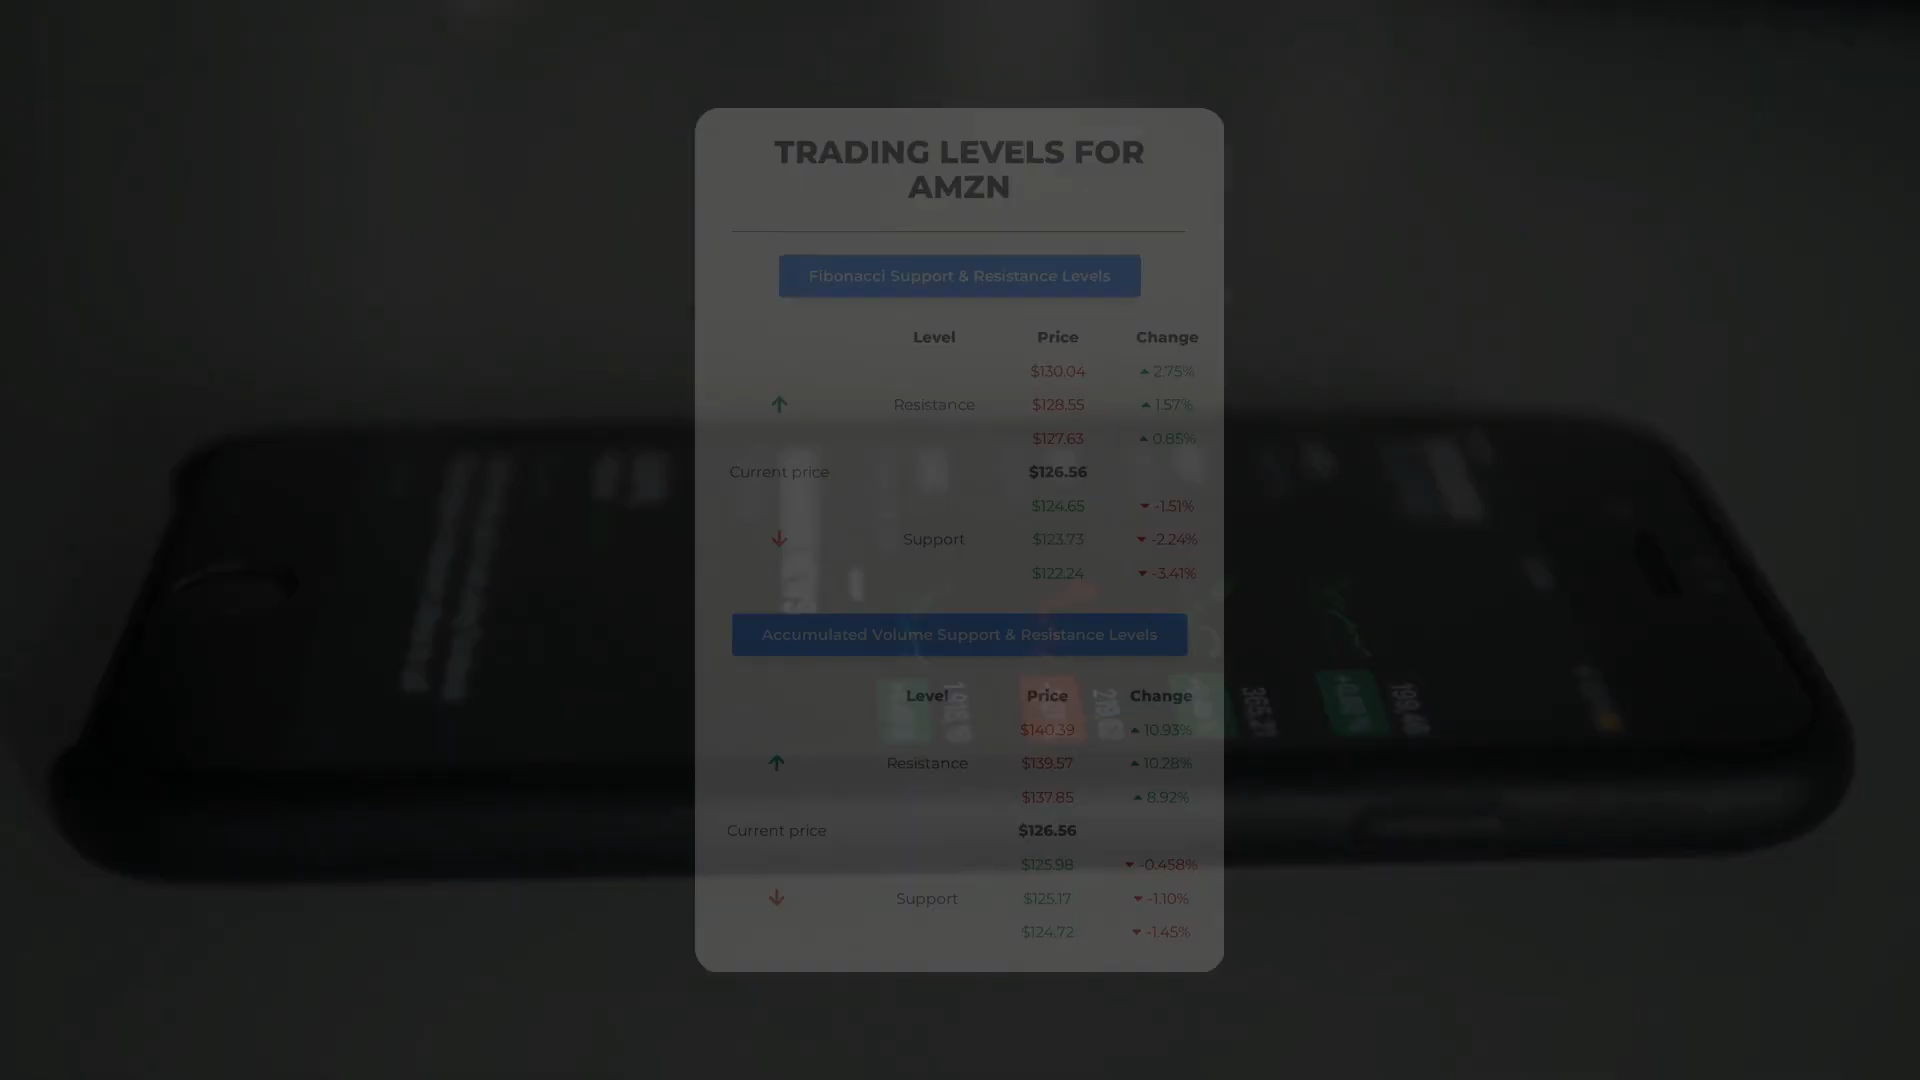 TRADING LEVELS FOR
AMZN
Fibonacci Support & Resistance Levels
Level Price Change
$130.04 2.75%
Resistance $128.55 1.57%
$127.63 0.85%
Current price $126.56
$124.65 -1.51%
Support $123.73 -2.24%
$122.24 -3.41%
Accumulated Volume Support & Resistance Levels
Level Price Change
$140.39 10.93%
Resistance $139.57 10.28%
$137.85 8.92%
Current price $126.56
$125.98 -0.458%
Support $125.17 -1.10%
$124.72 -1.45%
365.21
199.46